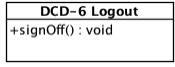 DCD-6 Logout
+signOff() : void